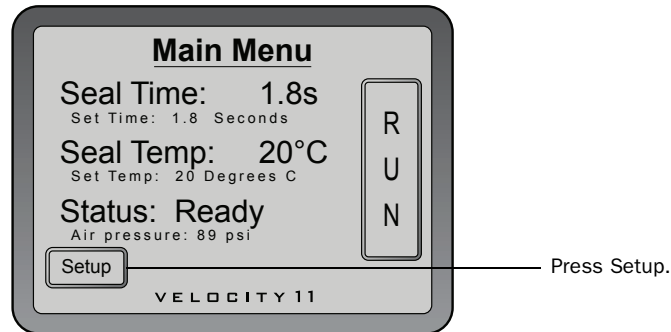 Main Menu
Seal Time: 1.8s
Set Time: 1.8 Seconds
Seal Temp: 20°C
Set Temp: 20 Degrees C
Status: Ready
Air pressure: 89 psi
RUN
Setup
Press Setup.
VELOCITY 11